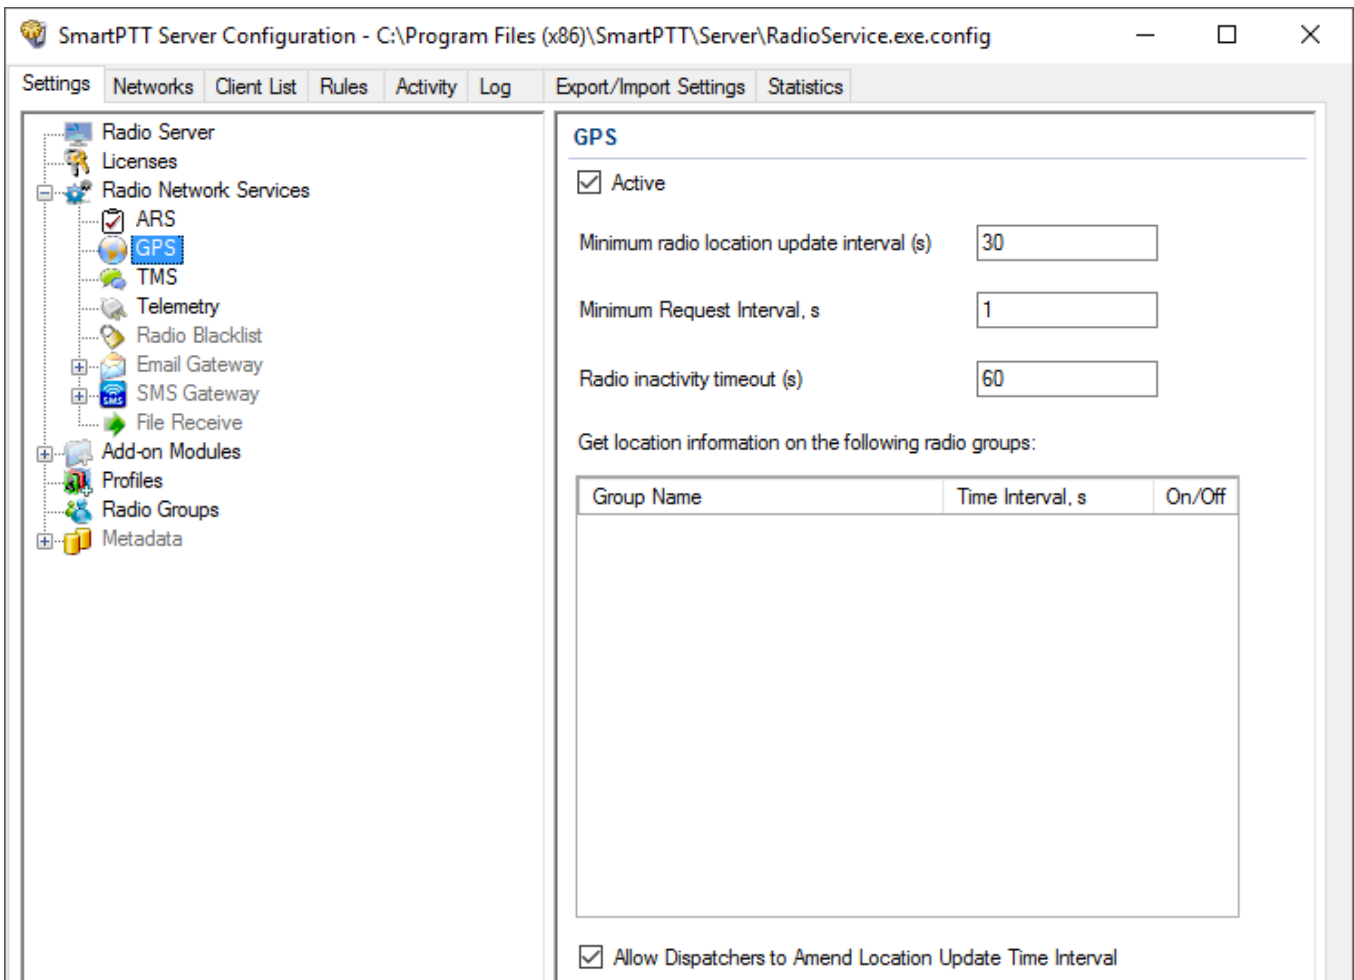 SmartPTT Server Configuration - C:\Program Files (x86)\SmartPTT\Server\RadioService.exe.config
Settings Networks Client List Rules Activity Log Export/Import Settings Statistics
Radio Server
Licenses
Radio Network Services
ARS
GPS
TMS
Telemetry
Radio Blacklist
Email Gateway
SMS
SMS Gateway
File Receive
Add-on Modules
Profiles
Radio Groups
Metadata
GPS
Active
Minimum radio location update interval (s) 30
Minimum Request Interval, s 1
Radio inactivity timeout (s) 60
Get location information on the following radio groups:
Group Name Time Interval, s On/Off
Allow Dispatchers to Amend Location Update Time Interval